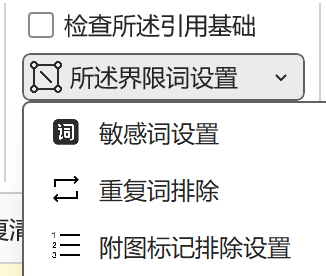 检查所述引用基础
所述界限词设置
词 敏感词设置
重复词排除
附图标记排除设置